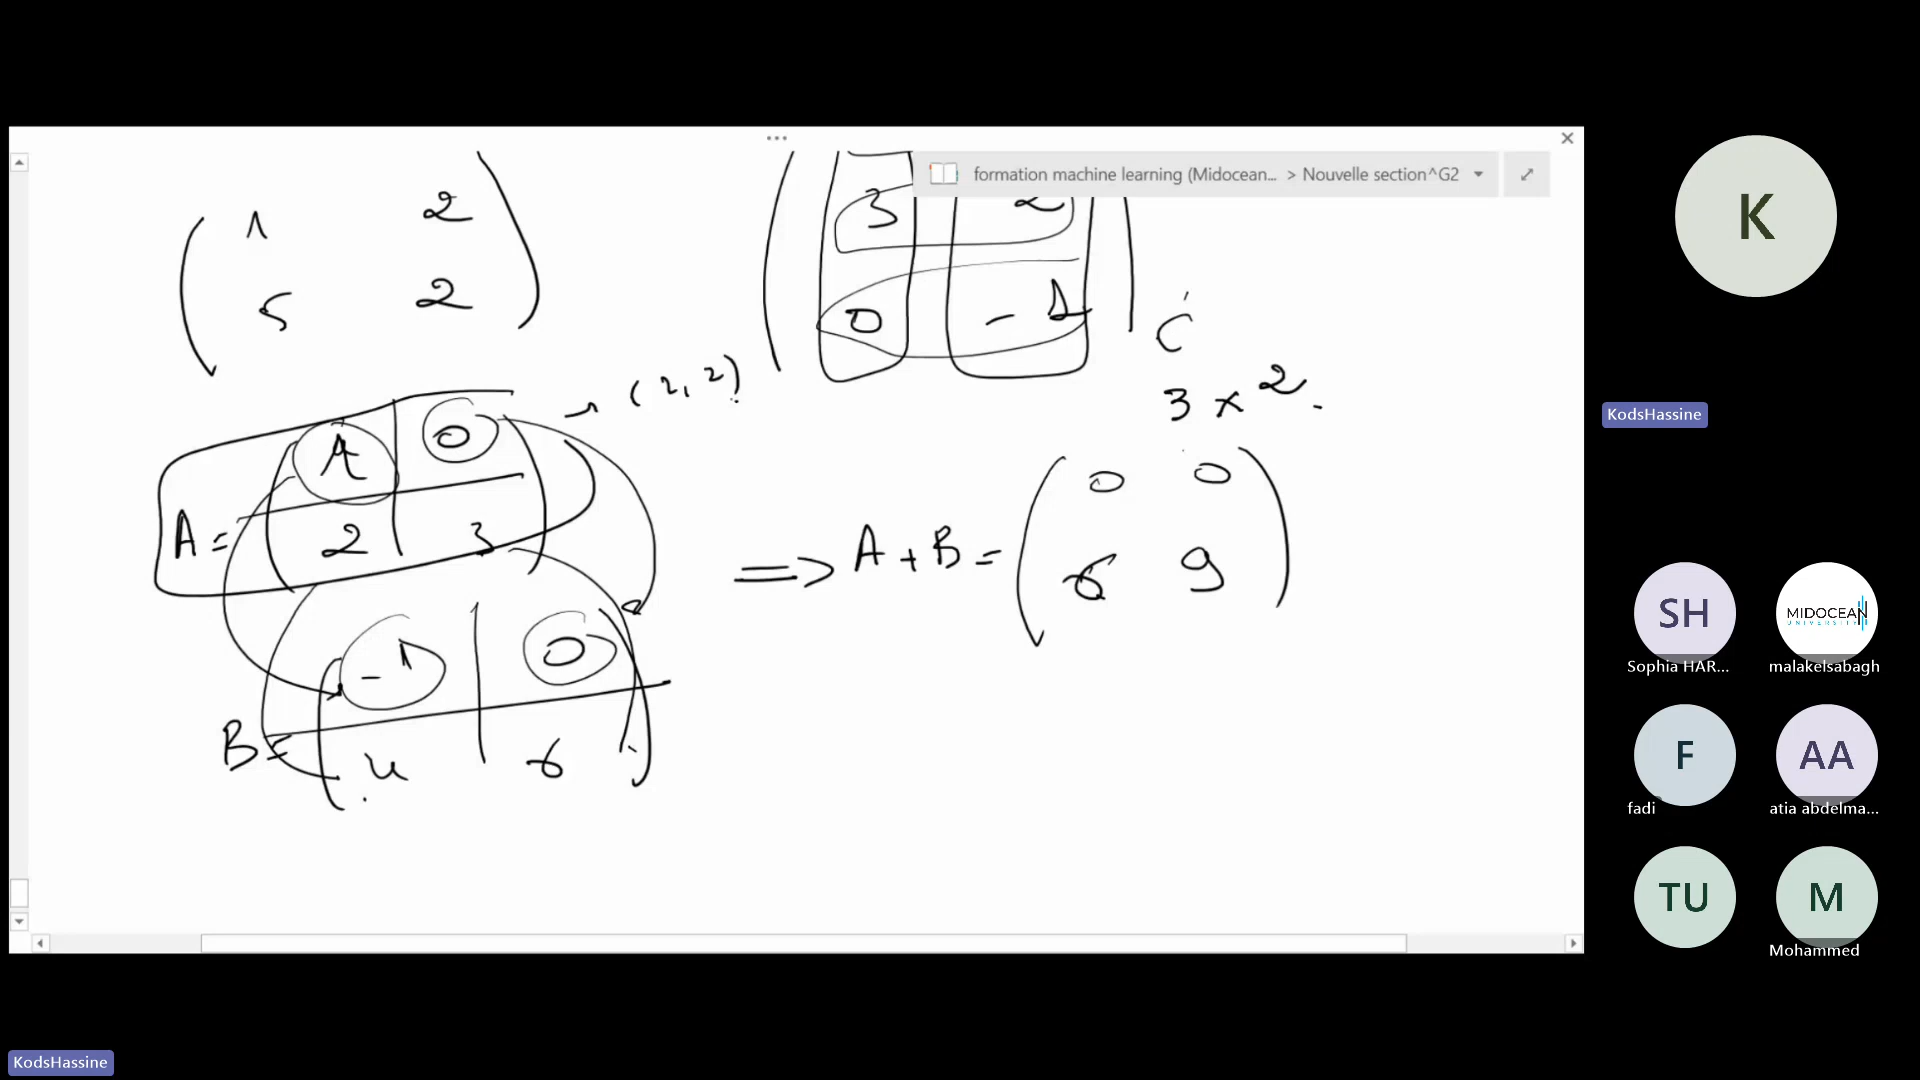 formation machine learning (Midocean... > Nouvelle section^G2
1 2
5 2
3 2
0 -1
C
3 x 2.
→ (2, 2)
A = ( 1 0
2 3 )
=> A + B = ( 0 0
6 9 )
B = ( -1 0
4 6 )
K
KodsHassine
SH
Sophia HAR...
MIDOCEAN
UNIVERSITY
malakelsabagh
F
fadi
AA
atia abdelma...
TU
M
Mohammed
KodsHassine